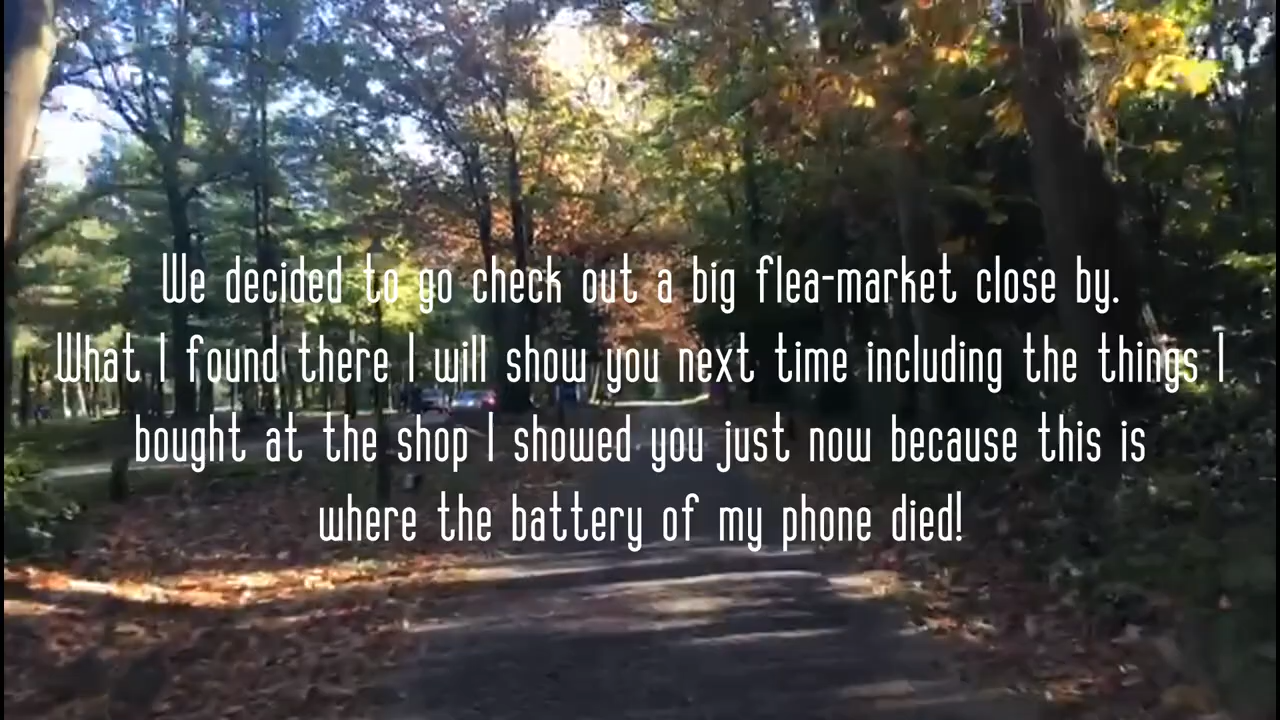 We decided to go check out a big flea-market close by.
What I found there I will show you next time including the things I
bought at the shop I showed you just now because this is
where the battery of my phone died!